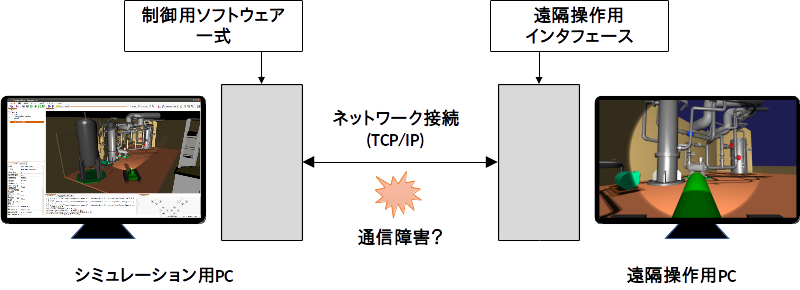 制御用ソフトウェア
一式
遠隔操作用
インタフェース
ネットワーク接続
(TCP/IP)
通信障害?
シミュレーション用PC
遠隔操作用PC